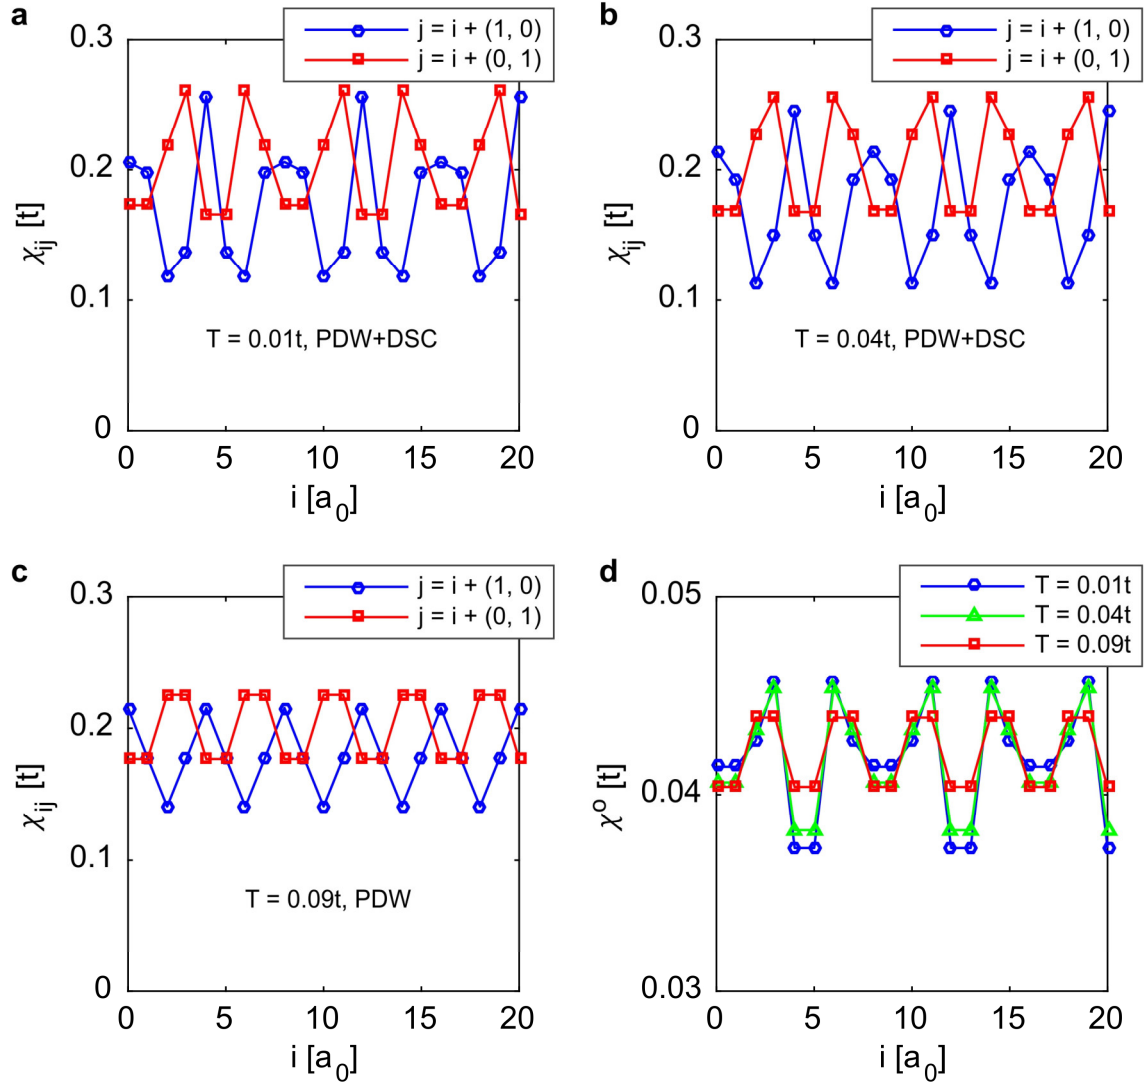 a
0.3
0.2
0.1
0
χij [t]
j = i + (1, 0)
j = i + (0, 1)
T = 0.01t, PDW+DSC
0 5 10 15 20
i [a0]
b
0.3
0.2
0.1
0
χij [t]
j = i + (1, 0)
j = i + (0, 1)
T = 0.04t, PDW+DSC
0 5 10 15 20
i [a0]
c
0.3
0.2
0.1
0
χij [t]
j = i + (1, 0)
j = i + (0, 1)
T = 0.09t, PDW
0 5 10 15 20
i [a0]
d
0.05
0.04
0.03
χo [t]
T = 0.01t
T = 0.04t
T = 0.09t
0 5 10 15 20
i [a0]